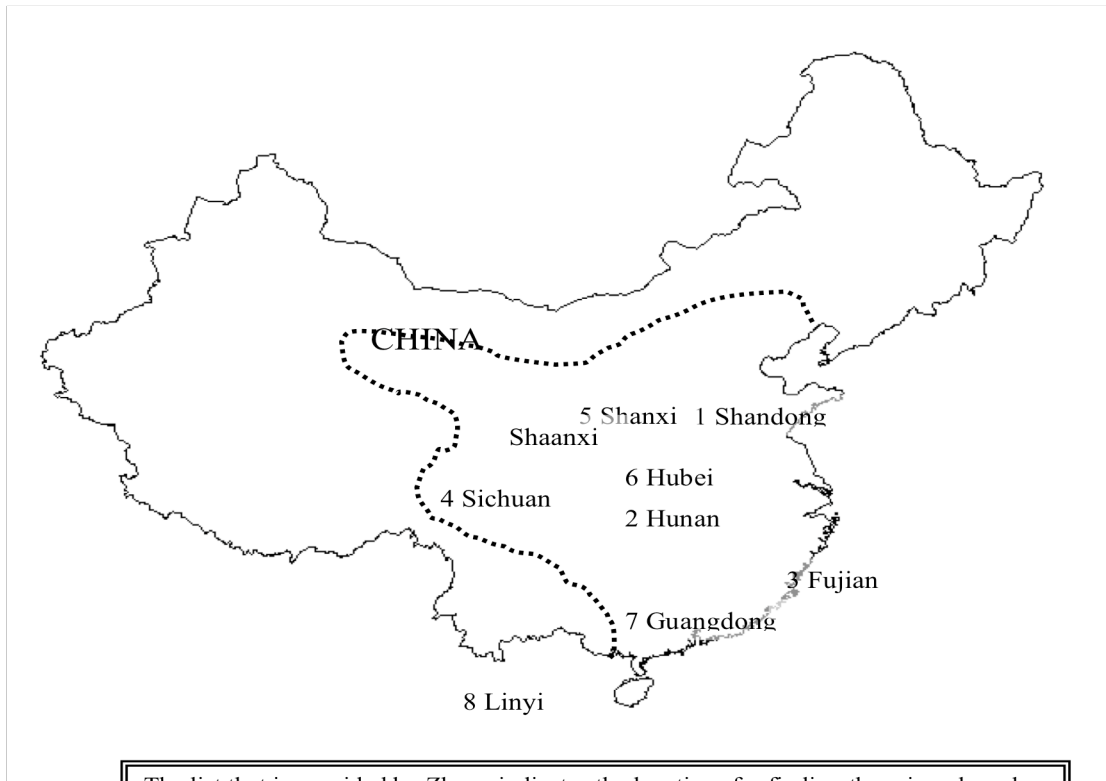 CHINA
5 Shanxi 1 Shandong
Shaanxi
6 Hubei
4 Sichuan
2 Hunan
3 Fujian
7 Guangdong
8 Linyi